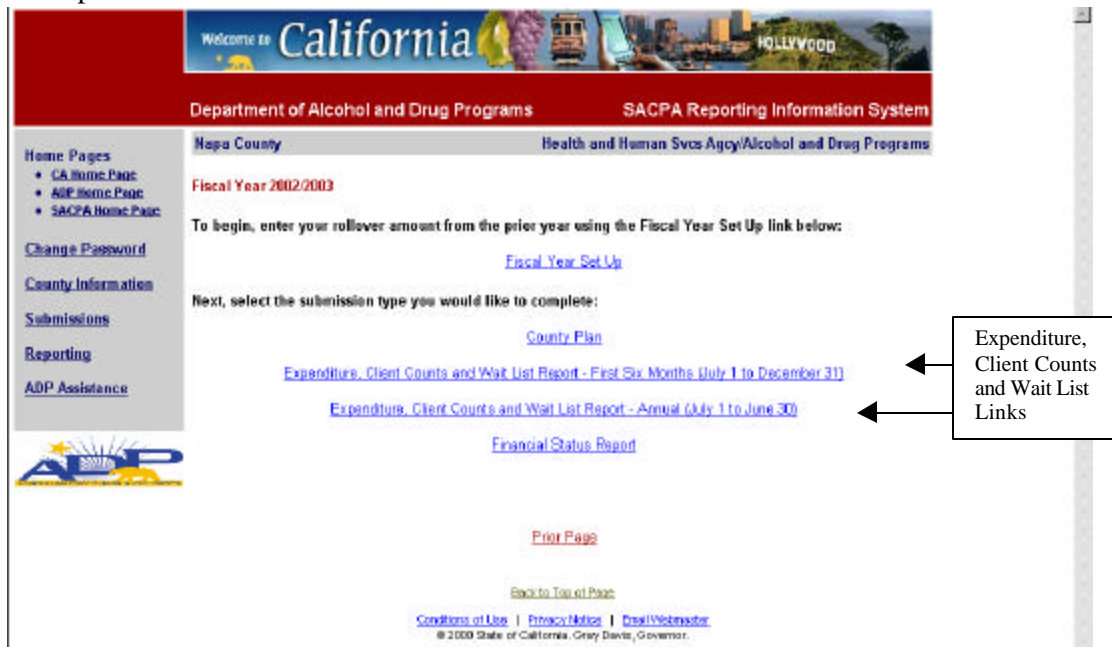 Welcome to California
HOLLYWOOD
Department of Alcohol and Drug Programs SACPA Reporting Information System
Napa County Health and Human Svcs Agcy/Alcohol and Drug Programs
Home Pages
• CA Home Page
• ADP Home Page
• SACPA Home Page
Change Password
County Information
Submissions
Reporting
ADP Assistance
ADP
Fiscal Year 2002/2003
To begin, enter your rollover amount from the prior year using the Fiscal Year Set Up link below:
Fiscal Year Set Up
Next, select the submission type you would like to complete:
County Plan
Expenditure, Client Counts and Wait List Report - First Six Months (July 1 to December 31)
Expenditure, Client Counts and Wait List Report - Annual (July 1 to June 30)
Financial Status Report
Expenditure,
Client Counts
and Wait List
Links
Prior Page
Back to Top of Page
Conditions of Use | Privacy Notice | Email Webmaster
© 2000 State of California. Gray Davis, Governor.